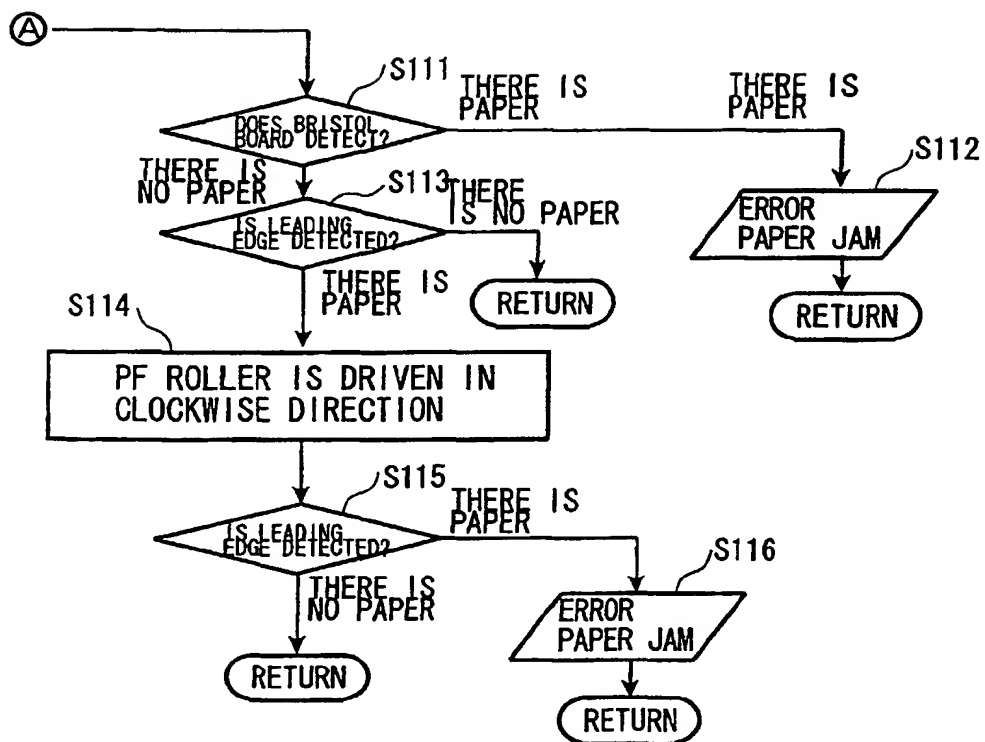 A
S111
DOES BRISTOL
BOARD DETECT?
THERE IS
PAPER
THERE IS
PAPER
S112
ERROR
PAPER JAM
RETURN
THERE IS
NO PAPER
S113
IS LEADING
EDGE DETECTED?
THERE
IS NO PAPER
RETURN
THERE IS
PAPER
S114
PF ROLLER IS DRIVEN IN
CLOCKWISE DIRECTION
S115
IS LEADING
EDGE DETECTED?
THERE IS
PAPER
S116
ERROR
PAPER JAM
RETURN
THERE IS
NO PAPER
RETURN